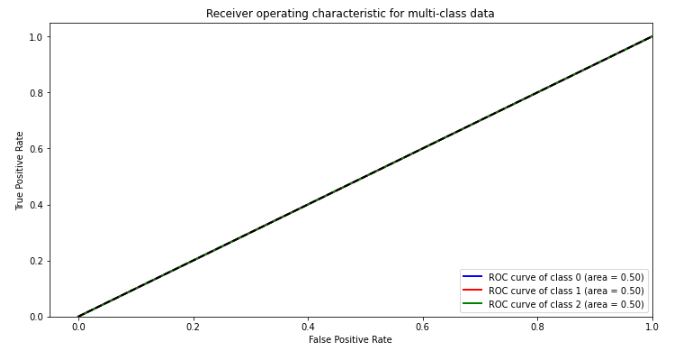 Receiver operating characteristic for multi-class data
True Positive Rate
1.0
0.8
0.6
0.4
0.2
0.0
ROC curve of class 0 (area = 0.50)
ROC curve of class 1 (area = 0.50)
ROC curve of class 2 (area = 0.50)
0.0 0.2 0.4 0.6 0.8 1.0
False Positive Rate